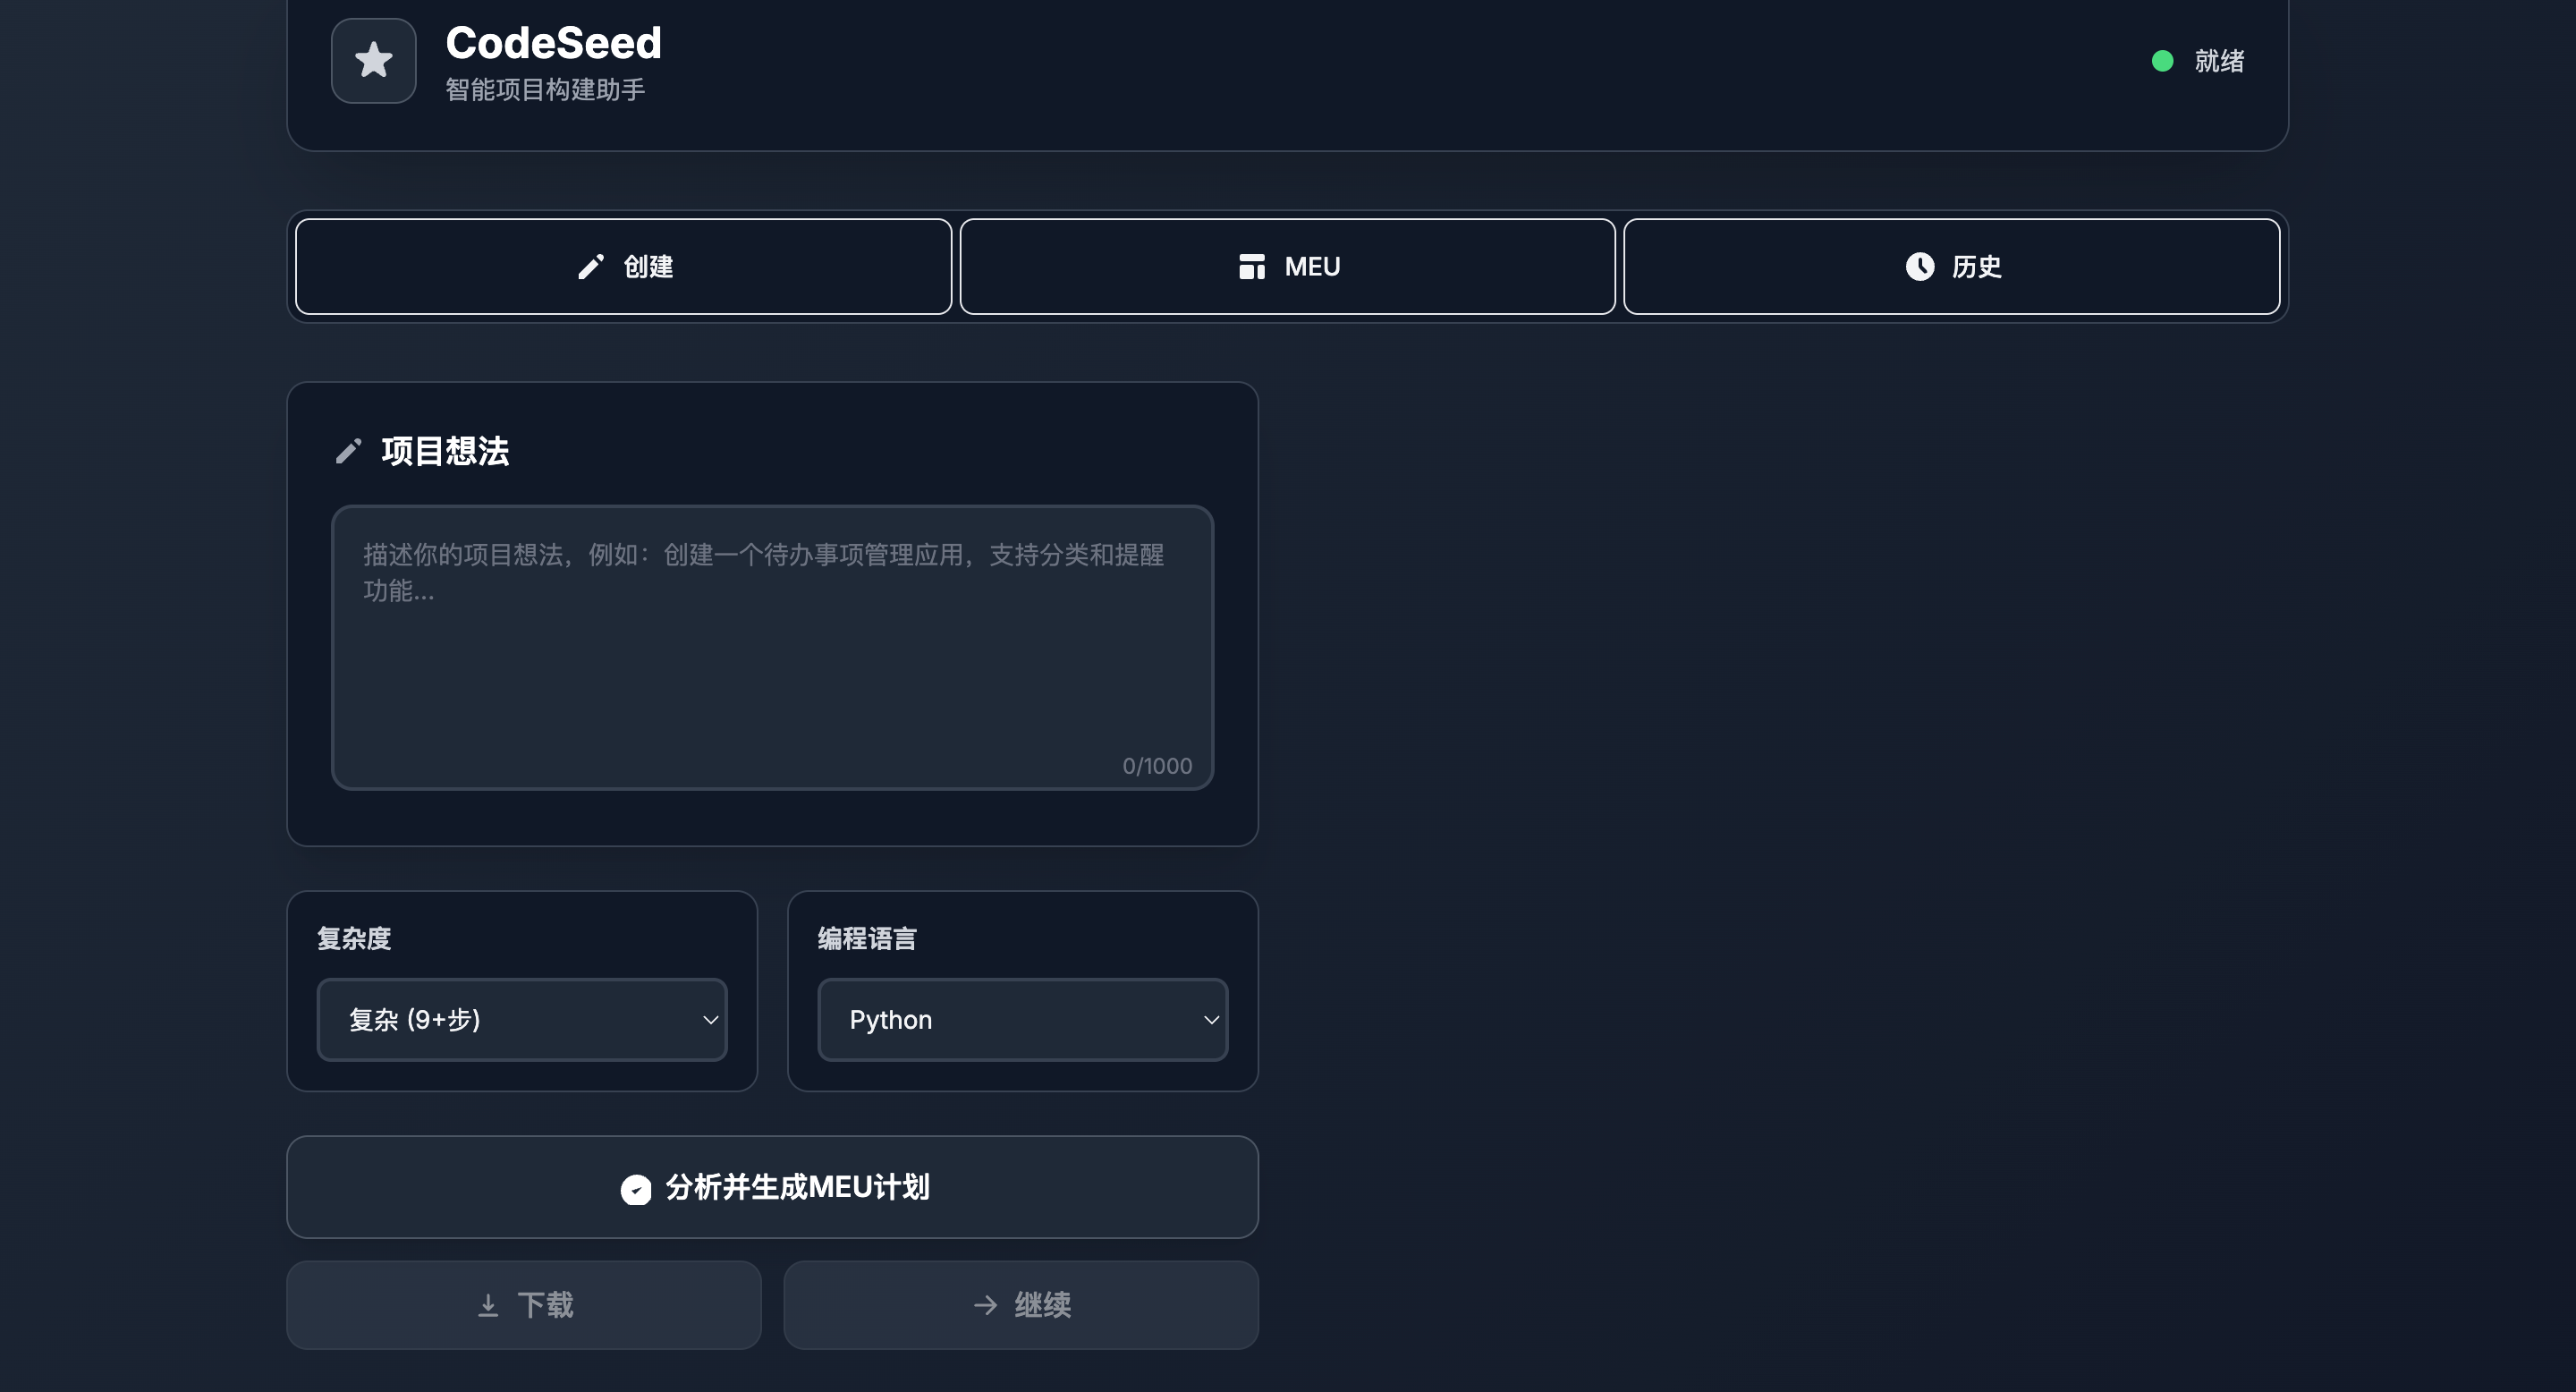 CodeSeed
智能项目构建助手
就绪
创建
MEU
历史
项目想法
描述你的项目想法，例如：创建一个待办事项管理应用，支持分类和提醒
功能...
0/1000
复杂度
编程语言
复杂 (9+步)
Python
分析并生成MEU计划
下载
继续